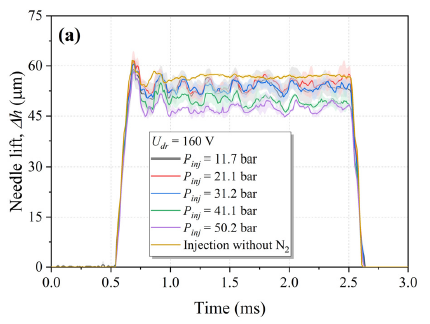 (a)
75
60
45
30
15
0
Needle lift, Δh (μm)
U_dr = 160 V
P_inj = 11.7 bar
P_inj = 21.1 bar
P_inj = 31.2 bar
P_inj = 41.1 bar
P_inj = 50.2 bar
Injection without N₂
0.0 0.5 1.0 1.5 2.0 2.5 3.0
Time (ms)